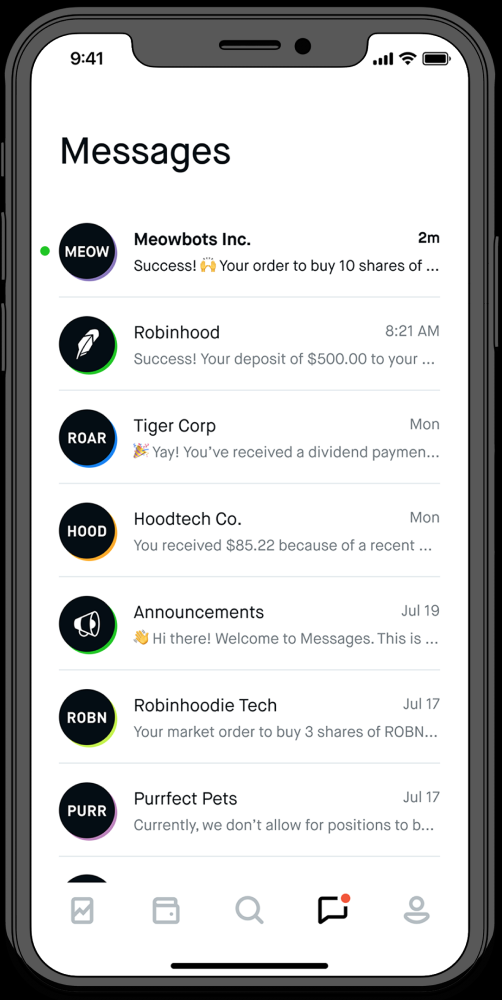 9:41
Messages
MEOW
Meowbots Inc.
2m
Success! 🙌 Your order to buy 10 shares of ...
Robinhood
8:21 AM
Success! Your deposit of $500.00 to your ...
ROAR
Tiger Corp
Mon
🎉 Yay! You’ve received a dividend paymen...
HOOD
Hoodtech Co.
Mon
You received $85.22 because of a recent ...
Announcements
Jul 19
👋 Hi there! Welcome to Messages. This is ...
ROBN
Robinhoodie Tech
Jul 17
Your market order to buy 3 shares of ROBN...
PURR
Purrfect Pets
Jul 17
Currently, we don’t allow for positions to b...